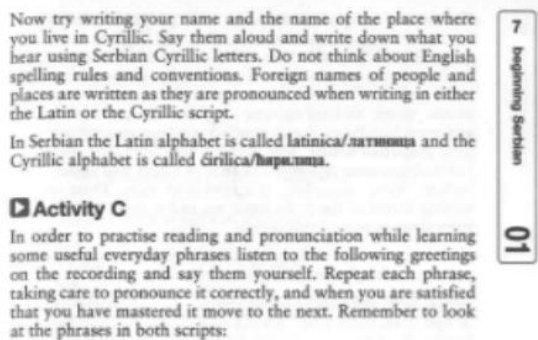 Now try writing your name and the name of the place where
you live in Cyrillic. Say them aloud and write down what you
hear using Serbian Cyrillic letters. Do not think about English
spelling rules and conventions. Foreign names of people and
places are written as they are pronounced when writing in either
the Latin or the Cyrillic script.
In Serbian the Latin alphabet is called latinica/латиница and the
Cyrillic alphabet is called ćirilica/ћирилица.
Activity C
In order to practise reading and pronunciation while learning
some useful everyday phrases listen to the following greetings
on the recording and say them yourself. Repeat each phrase,
taking care to pronounce it correctly, and when you are satisfied
that you have mastered it move to the next. Remember to look
at the phrases in both scripts:
7
beginning Serbian
01